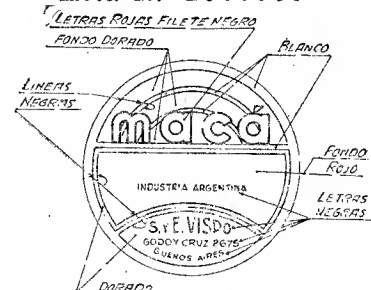 LETRAS ROJAS FILETE NEGRO
FONDO DORADO
BLANCO
LINEAS
NEGRAS
macá
FONDO
ROJO
INDUSTRIA ARGENTINA
LETRAS
NEGRAS
S. Y E. VISPO
GODOY CRUZ 2675
BUENOS AIRES
DORADO